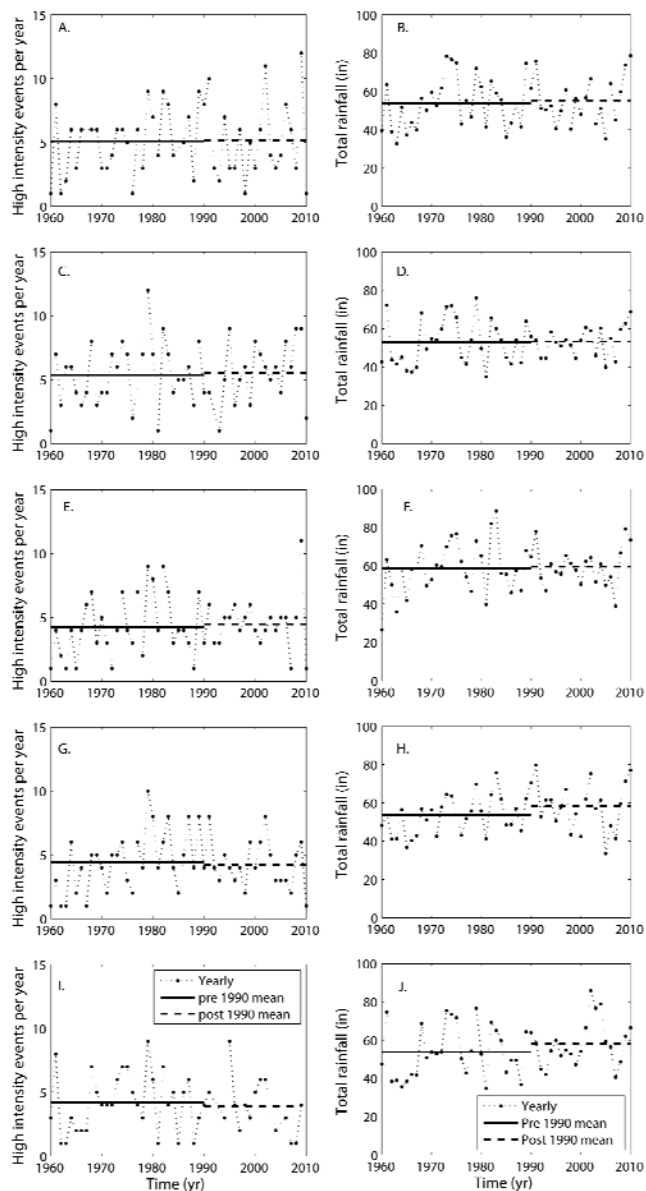 A.
High intensity events per year
15
10
5
0
1960 1970 1980 1990 2000 2010
B.
Total rainfall (in)
100
80
60
40
20
0
1960 1970 1980 1990 2000 2010
C.
High intensity events per year
15
10
5
0
1960 1970 1980 1990 2000 2010
D.
Total rainfall (in)
100
80
60
40
20
0
1960 1970 1980 1990 2000 2010
E.
High intensity events per year
15
10
5
0
1960 1970 1980 1990 2000 2010
F.
Total rainfall (in)
100
80
60
40
20
0
1960 1970 1980 1990 2000 2010
G.
High intensity events per year
15
10
5
0
1960 1970 1980 1990 2000 2010
H.
Total rainfall (in)
100
80
60
40
20
0
1960 1970 1980 1990 2000 2010
I.
Yearly
pre 1990 mean
post 1990 mean
High intensity events per year
15
10
5
0
1960 1970 1980 1990 2000 2010
Time (yr)
J.
Total rainfall (in)
100
80
60
40
20
0
Yearly
Pre 1990 mean
Post 1990 mean
1960 1970 1980 1990 2000 2010
Time (yr)